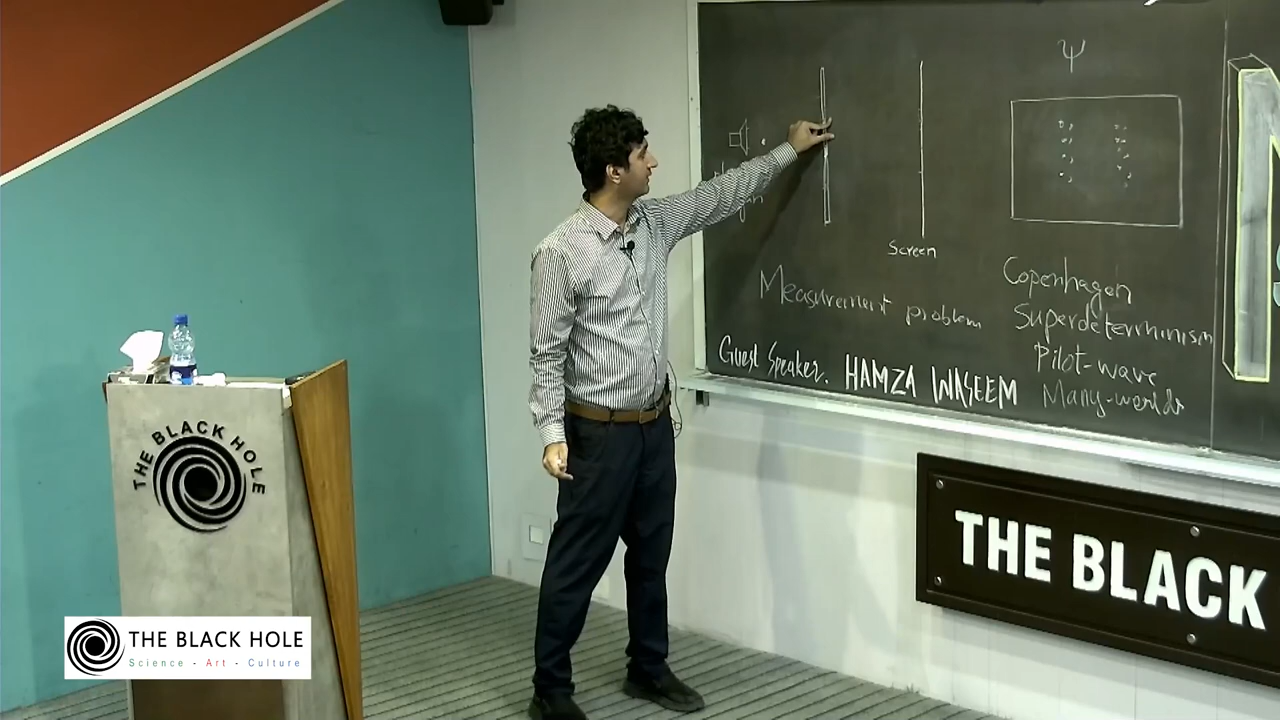 Ψ
Screen
Measurement problem
Guest Speaker. HAMZA WASEEM
Copenhagen
Superdeterminism
Pilot-wave
Many-worlds
THE BLACK HOLE
THE BLACK
THE BLACK HOLE
Science - Art - Culture